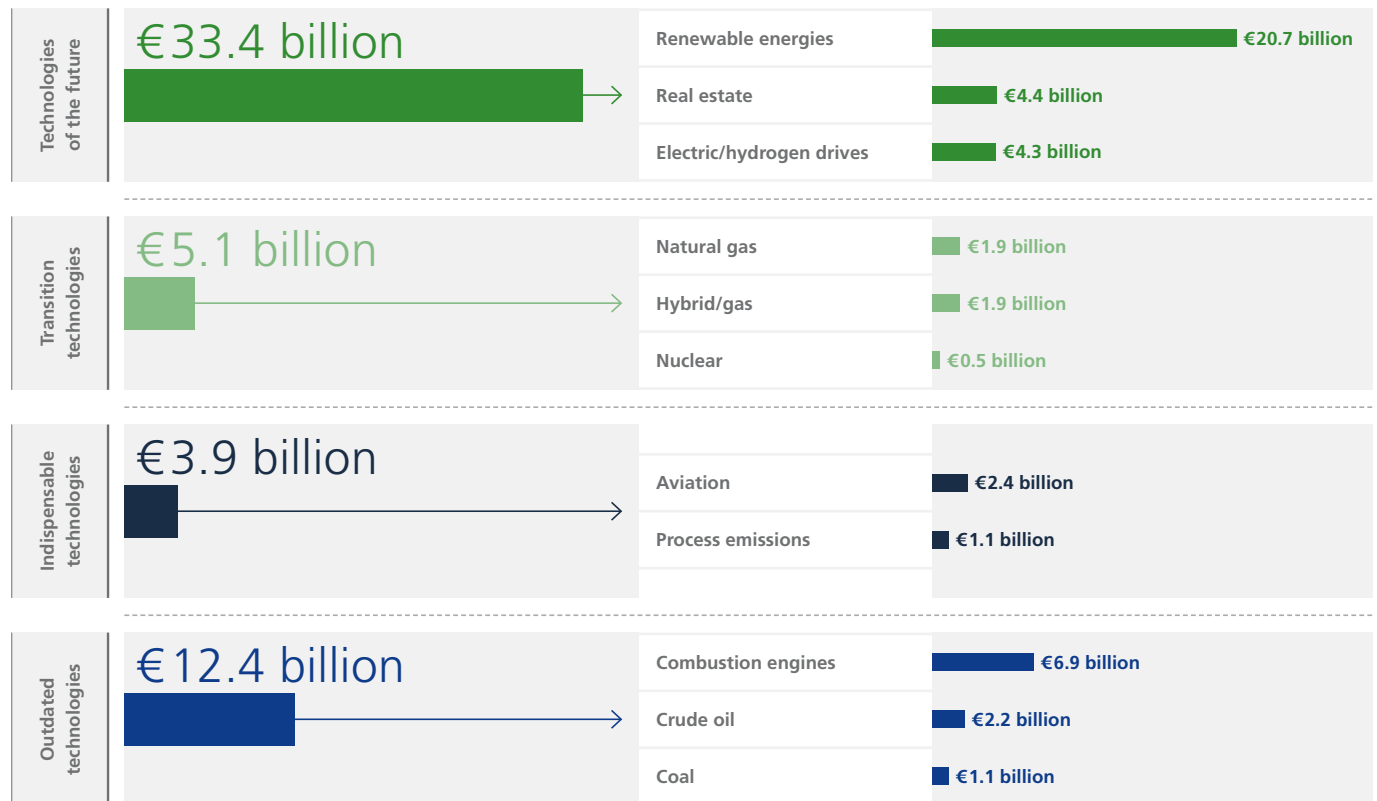 Technologies
of the future
€33.4 billion
Renewable energies
€20.7 billion
Real estate
€4.4 billion
Electric/hydrogen drives
€4.3 billion
Transition
technologies
€5.1 billion
Natural gas
€1.9 billion
Hybrid/gas
€1.9 billion
Nuclear
€0.5 billion
Indispensable
technologies
€3.9 billion
Aviation
€2.4 billion
Process emissions
€1.1 billion
Outdated
technologies
€12.4 billion
Combustion engines
€6.9 billion
Crude oil
€2.2 billion
Coal
€1.1 billion